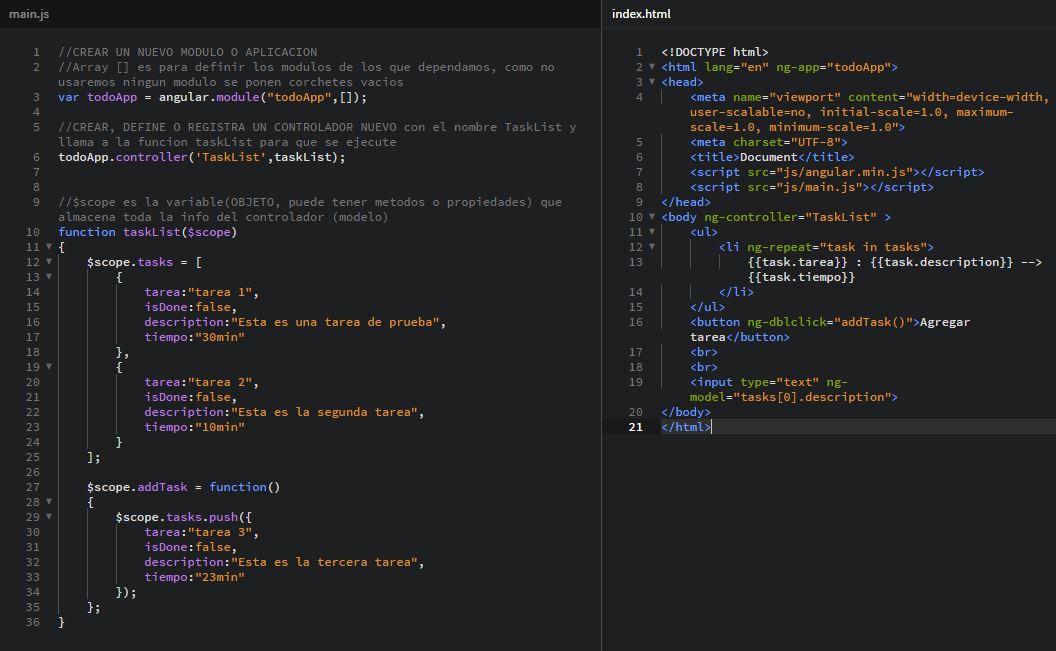 main.js
1 //CREAR UN NUEVO MODULO O APLICACION
2 //Array [] es para definir los modulos de los que dependamos, como no
usaremos ningun modulo se ponen corchetes vacios
3 var todoApp = angular.module("todoApp",[]);
4
5 //CREAR, DEFINE O REGISTRA UN CONTROLADOR NUEVO con el nombre TaskList y
llama a la funcion taskList para que se ejecute
6 todoApp.controller('TaskList',taskList);
7
8
9 //$scope es la variable(OBJETO, puede tener metodos o propiedades) que
almacena toda la info del controlador (modelo)
10 function taskList($scope)
11 {
12 $scope.tasks = [
13 {
14 tarea:"tarea 1",
15 isDone:false,
16 description:"Esta es una tarea de prueba",
17 tiempo:"30min"
18 },
19 {
20 tarea:"tarea 2",
21 isDone:false,
22 description:"Esta es la segunda tarea",
23 tiempo:"10min"
24 }
25 ];
26
27 $scope.addTask = function()
28 {
29 $scope.tasks.push({
30 tarea:"tarea 3",
31 isDone:false,
32 description:"Esta es la tercera tarea",
33 tiempo:"23min"
34 });
35 };
36 }
index.html
1 <!DOCTYPE html>
2 <html lang="en" ng-app="todoApp">
3 <head>
4 <meta name="viewport" content="width=device-width,
user-scalable=no, initial-scale=1.0, maximum-
scale=1.0, minimum-scale=1.0">
5 <meta charset="UTF-8">
6 <title>Document</title>
7 <script src="js/angular.min.js"></script>
8 <script src="js/main.js"></script>
9 </head>
10 <body ng-controller="TaskList" >
11 <ul>
12 <li ng-repeat="task in tasks">
13 {{task.tarea}} : {{task.description}} -->
{{task.tiempo}}
14 </li>
15 </ul>
16 <button ng-dblclick="addTask()">Agregar
tarea</button>
17 <br>
18 <br>
19 <input type="text" ng-
model="tasks[0].description">
20 </body>
21 </html>